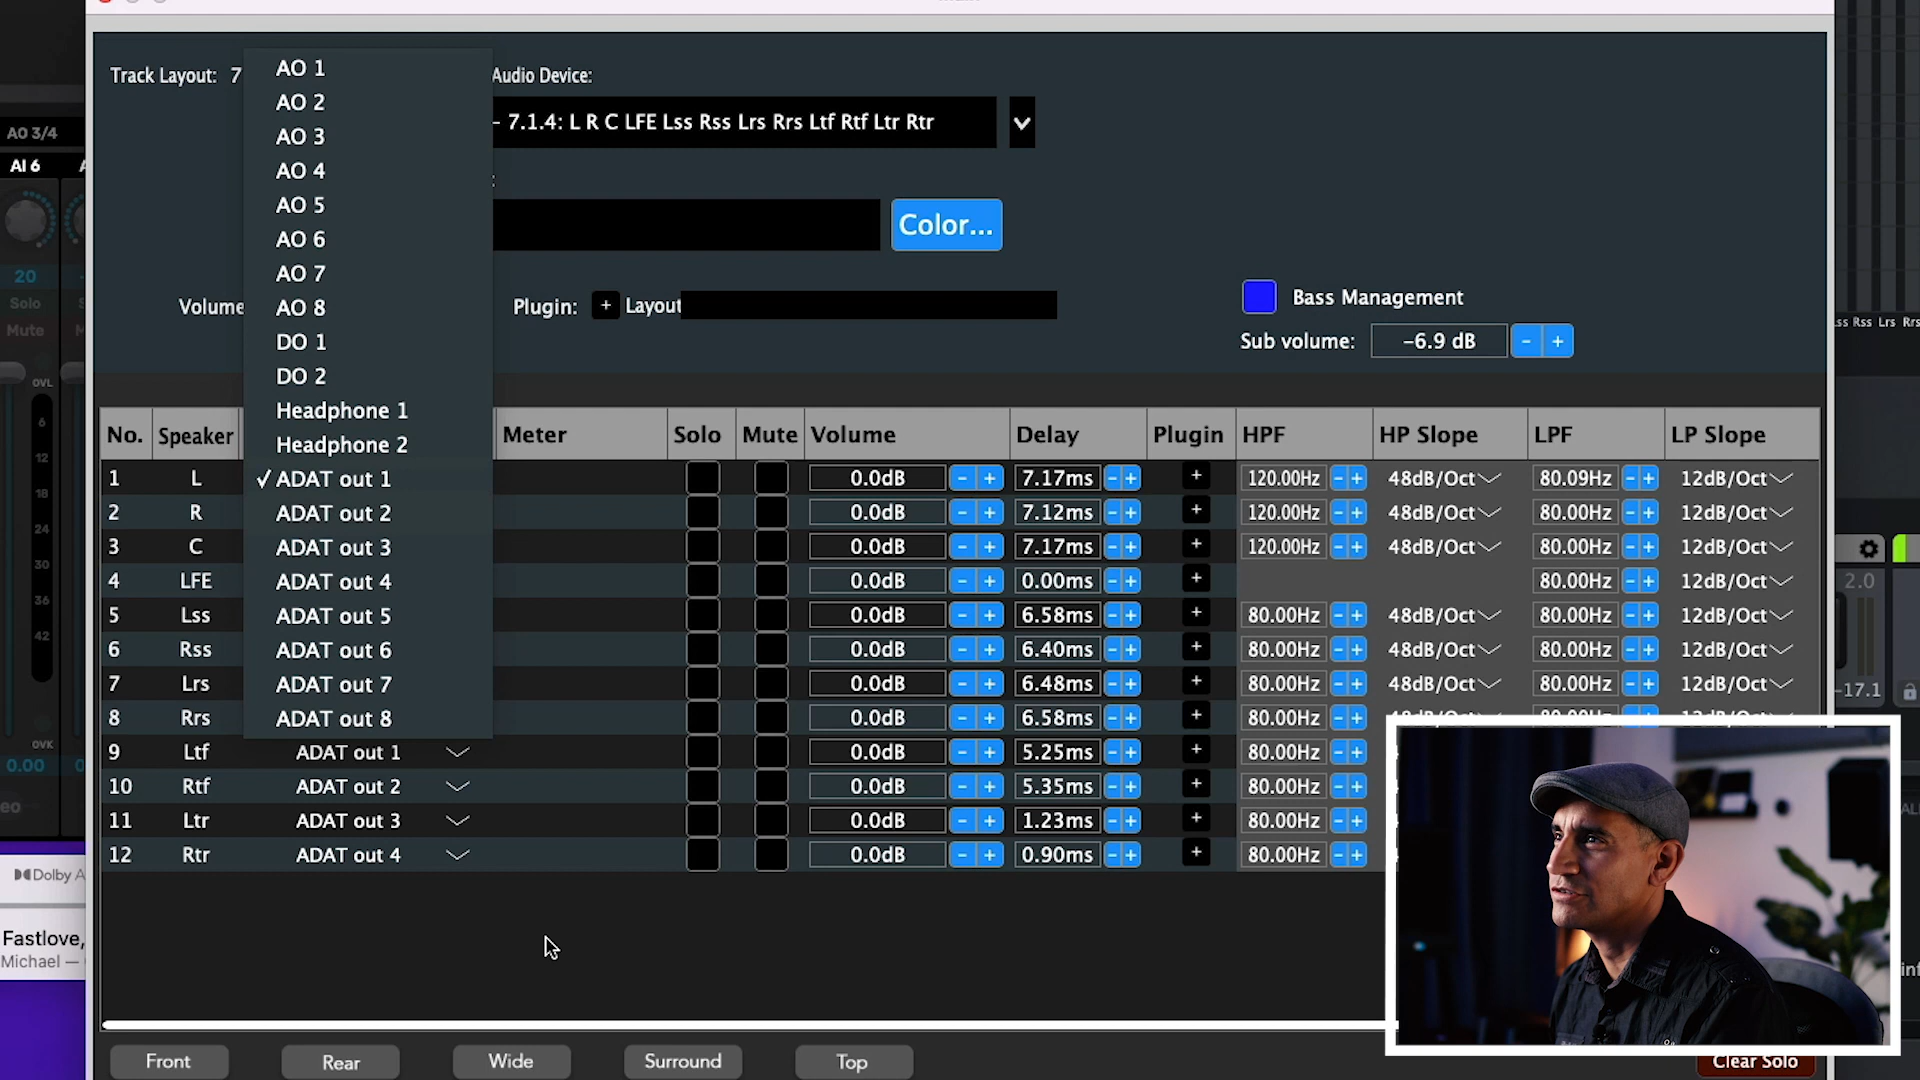 Track Layout: 7
Audio Device:
- 7.1.4: L R C LFE Lss Rss Lrs Rrs Ltf Rtf Ltr Rtr
Color...
Volume
Plugin: + Layout
Bass Management
Sub volume: -6.9 dB - +
AO 1
AO 2
AO 3
AO 4
AO 5
AO 6
AO 7
AO 8
DO 1
DO 2
Headphone 1
Headphone 2
✓ ADAT out 1
ADAT out 2
ADAT out 3
ADAT out 4
ADAT out 5
ADAT out 6
ADAT out 7
ADAT out 8
No. Speaker Meter Solo Mute Volume Delay Plugin HPF HP Slope LPF LP Slope
1 L 0.0dB - + 7.17ms - + + 120.00Hz - + 48dB/Oct 80.09Hz - + 12dB/Oct
2 R 0.0dB - + 7.12ms - + + 120.00Hz - + 48dB/Oct 80.00Hz - + 12dB/Oct
3 C 0.0dB - + 7.17ms - + + 120.00Hz - + 48dB/Oct 80.00Hz - + 12dB/Oct
4 LFE 0.0dB - + 0.00ms - + + 80.00Hz - + 12dB/Oct
5 Lss 0.0dB - + 6.58ms - + + 80.00Hz - + 48dB/Oct 80.00Hz - + 12dB/Oct
6 Rss 0.0dB - + 6.40ms - + + 80.00Hz - + 48dB/Oct 80.00Hz - + 12dB/Oct
7 Lrs 0.0dB - + 6.48ms - + + 80.00Hz - + 48dB/Oct 80.00Hz - + 12dB/Oct
8 Rrs 0.0dB - + 6.58ms - + + 80.00Hz - +
9 Ltf ADAT out 1 0.0dB - + 5.25ms - + + 80.00Hz - +
10 Rtf ADAT out 2 0.0dB - + 5.35ms - + + 80.00Hz - +
11 Ltr ADAT out 3 0.0dB - + 1.23ms - + + 80.00Hz - +
12 Rtr ADAT out 4 0.0dB - + 0.90ms - + + 80.00Hz - +
Front Rear Wide Surround Top Clear Solo
AO 3/4
AI 6
20
Solo
Mute
OVL
6
12
18
24
30
36
42
OVK
0.00
Dolby A
Fastlove,
Michael —
Rss Lrs Rrs
2.0
-17.1